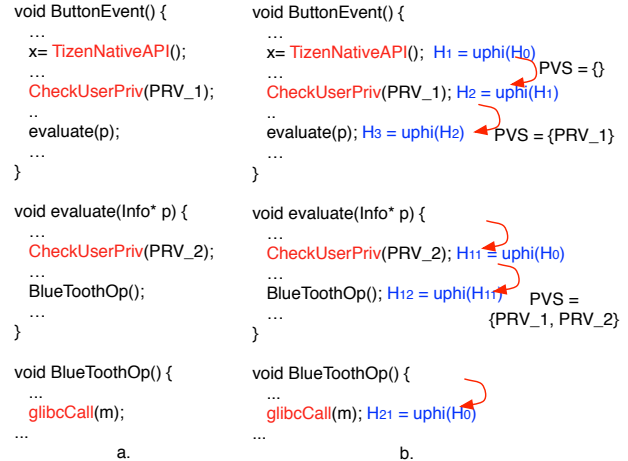 void ButtonEvent() {
…
x= TizenNativeAPI();
…
CheckUserPriv(PRV_1);
..
evaluate(p);
…
}
void evaluate(Info* p) {
…
CheckUserPriv(PRV_2);
…
BlueToothOp();
…
}
void BlueToothOp() {
...
glibcCall(m);
...
a.
void ButtonEvent() {
…
x= TizenNativeAPI(); H1 = uphi(H0)
… PVS = {}
CheckUserPriv(PRV_1); H2 = uphi(H1)
..
evaluate(p); H3 = uphi(H2) PVS = {PRV_1}
…
}
void evaluate(Info* p) {
…
CheckUserPriv(PRV_2); H11 = uphi(H0)
…
BlueToothOp(); H12 = uphi(H11) PVS =
… {PRV_1, PRV_2}
}
void BlueToothOp() {
...
glibcCall(m); H21 = uphi(H0)
...
b.